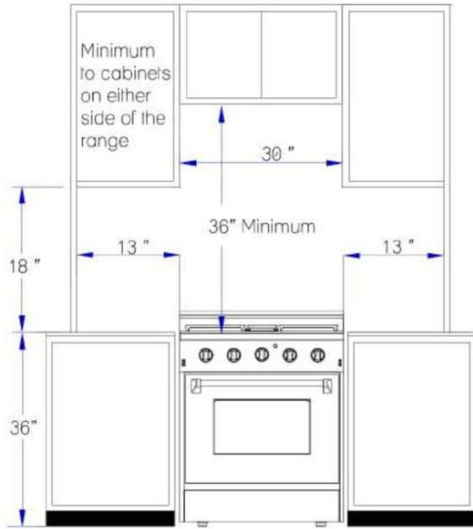 Minimum
to cabinets
on either
side of the
range
30 "
36" Minimum
13 "
13 "
18 "
36"